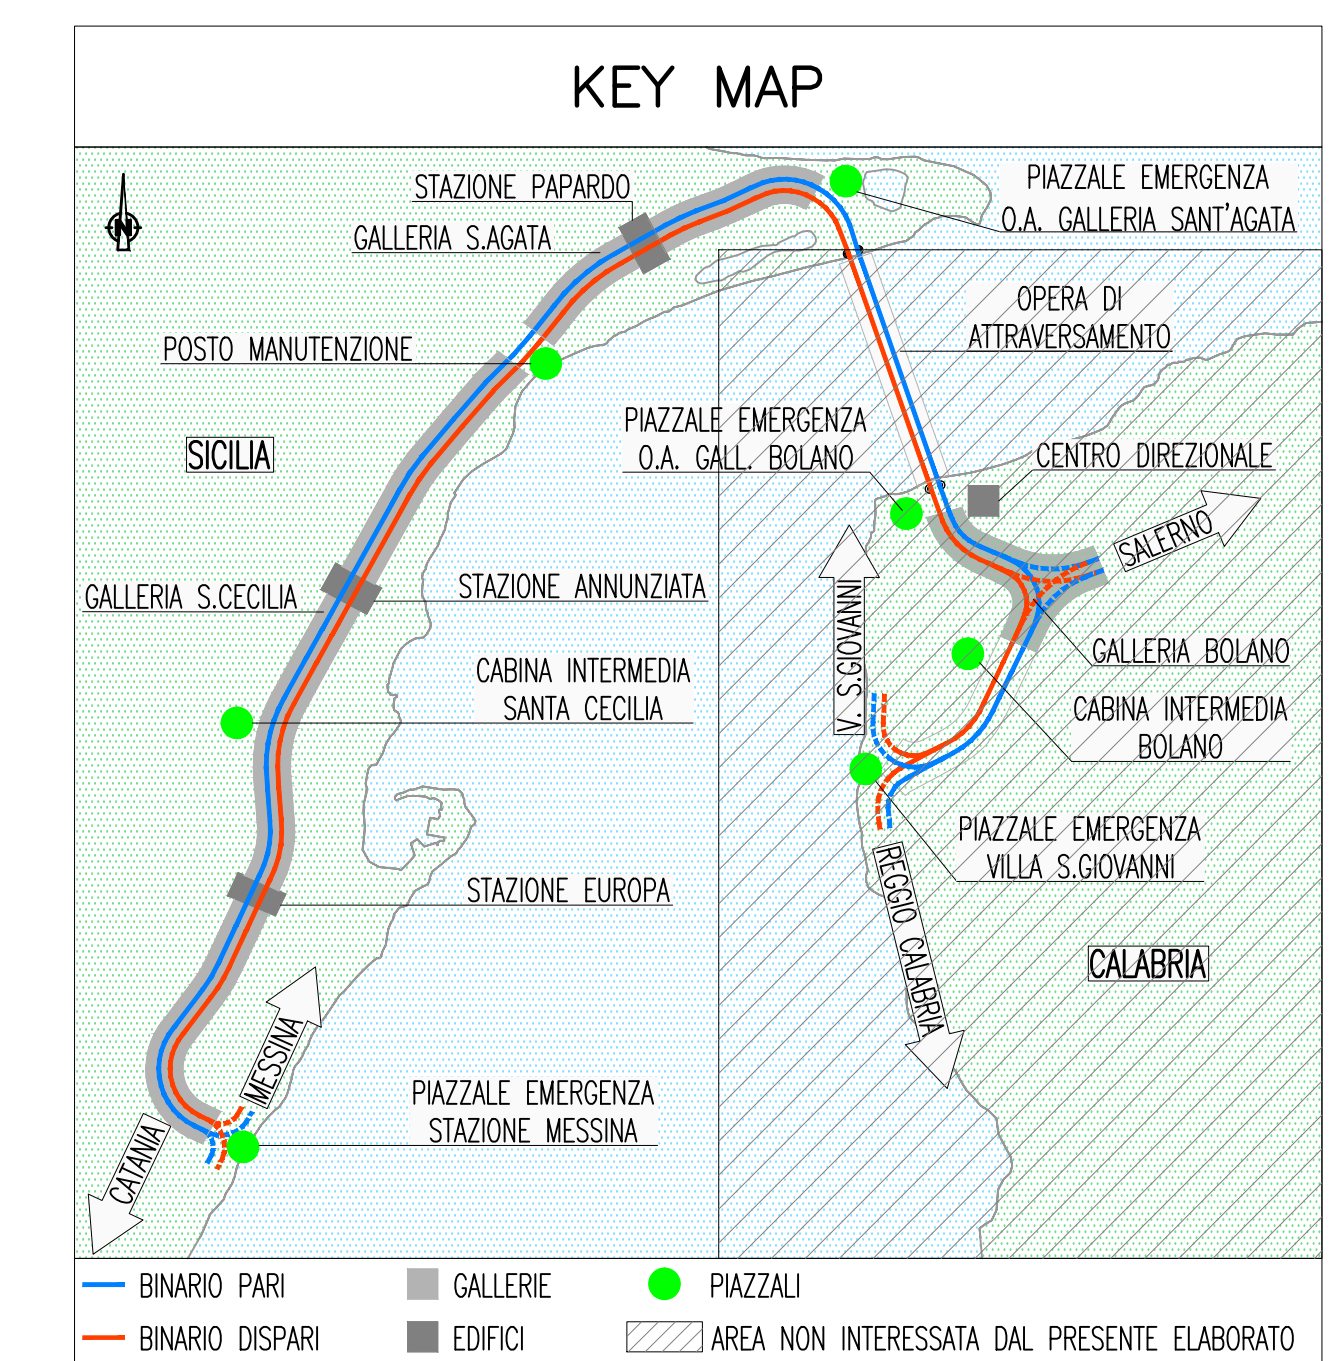 KEY MAP
N
STAZIONE PAPARDO
GALLERIA S.AGATA
PIAZZALE EMERGENZA
O.A. GALLERIA SANT'AGATA
OPERA DI
ATTRAVERSAMENTO
POSTO MANUTENZIONE
PIAZZALE EMERGENZA
O.A. GALL. BOLANO
SICILIA
CENTRO DIREZIONALE
SALERNO
STAZIONE ANNUNZIATA
GALLERIA S.CECILIA
V. S.GIOVANNI
GALLERIA BOLANO
CABINA INTERMEDIA
SANTA CECILIA
CABINA INTERMEDIA
BOLANO
PIAZZALE EMERGENZA
VILLA S.GIOVANNI
STAZIONE EUROPA
REGGIO CALABRIA
CALABRIA
MESSINA
PIAZZALE EMERGENZA
STAZIONE MESSINA
CATANIA
BINARIO PARI
GALLERIE
PIAZZALI
BINARIO DISPARI
EDIFICI
AREA NON INTERESSATA DAL PRESENTE ELABORATO